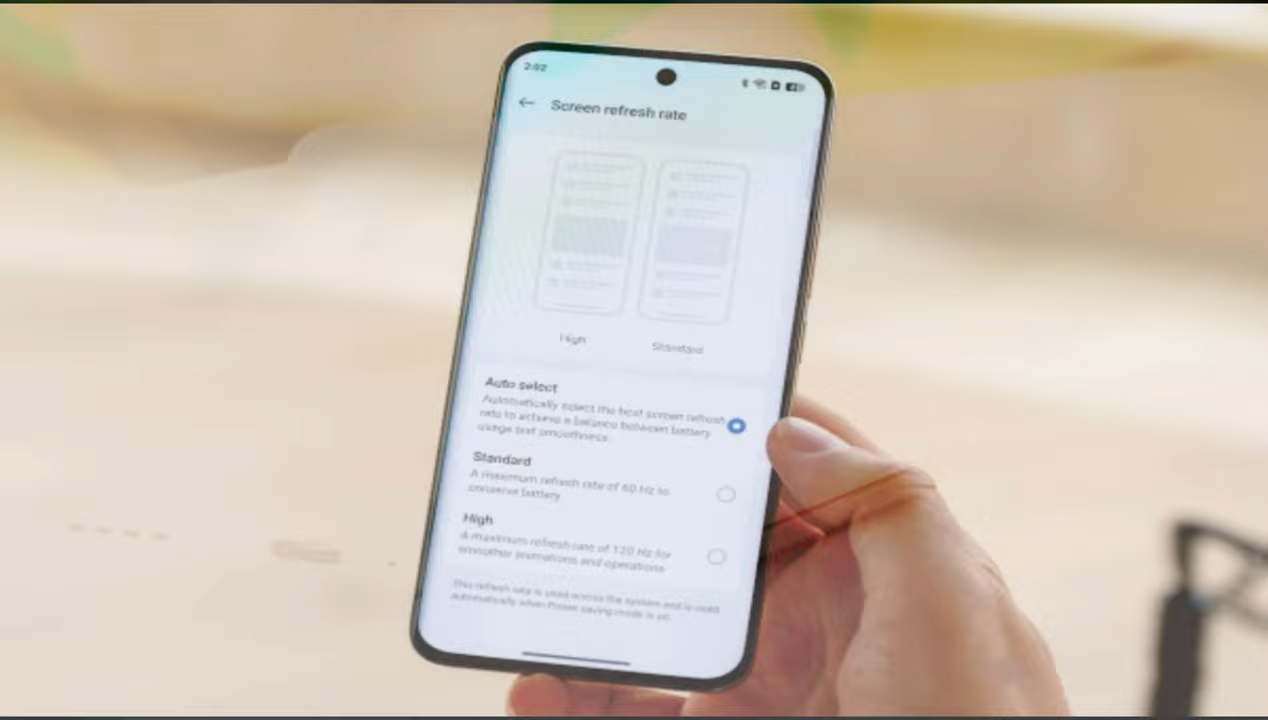 2:02
Screen refresh rate
High
Standard
Auto select
Automatically select the best screen refresh
rate to achieve a balance between battery
usage and smoothness.
Standard
A maximum refresh rate of 60 Hz to
conserve battery
High
A maximum refresh rate of 120 Hz for
smoother animations and operations
This refresh rate is used across the system and is used
automatically when Power saving mode is on.